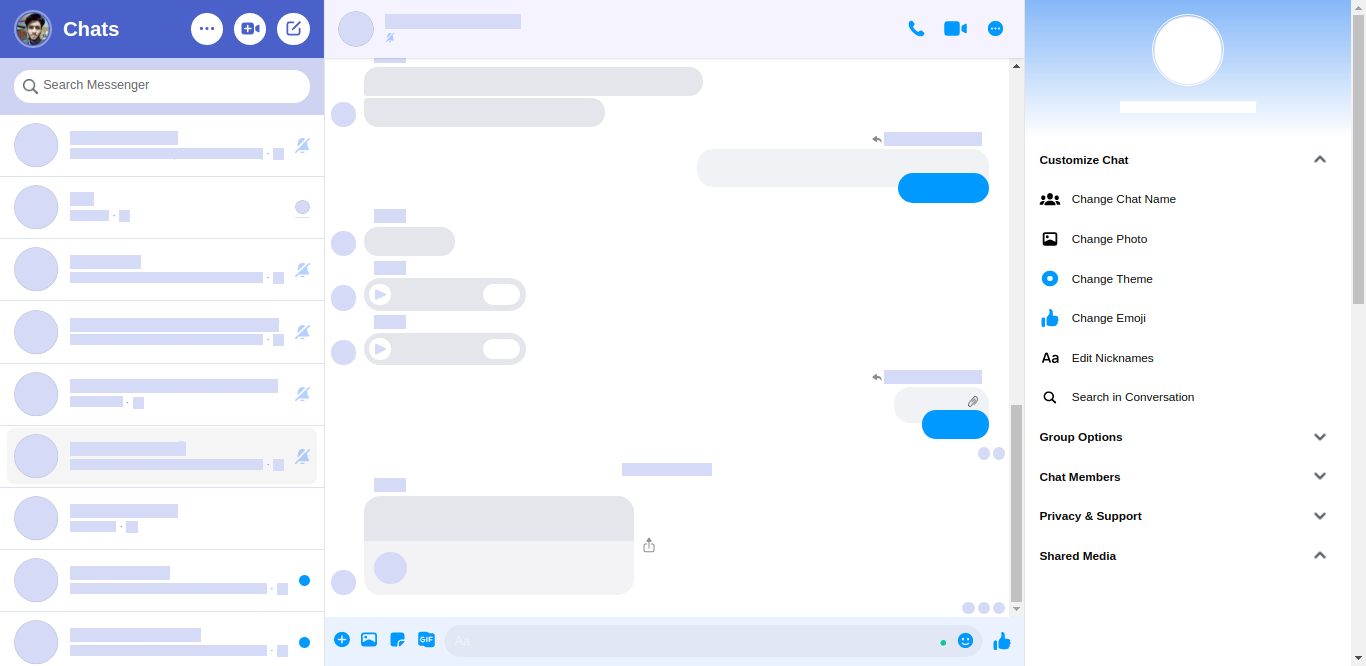 Chats
Search Messenger
GIF
Aa
Customize Chat
Change Chat Name
Change Photo
Change Theme
Change Emoji
Aa Edit Nicknames
Search in Conversation
Group Options
Chat Members
Privacy & Support
Shared Media